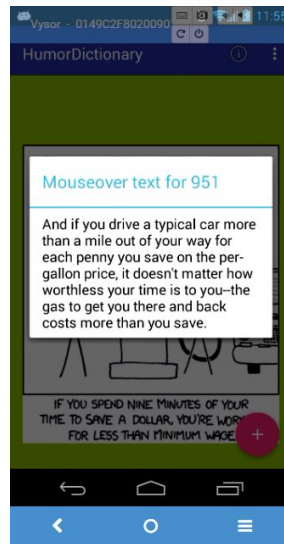 Vysor - 0149C2F8020090
11:55
HumorDictionary
Mouseover text for 951
And if you drive a typical car more
than a mile out of your way for
each penny you save on the per-
gallon price, it doesn't matter how
worthless your time is to you--the
gas to get you there and back
costs more than you save.
IF YOU SPEND NINE MINUTES OF YOUR
TIME TO SAVE A DOLLAR, YOU'RE WORK
FOR LESS THAN MINIMUM WAGE